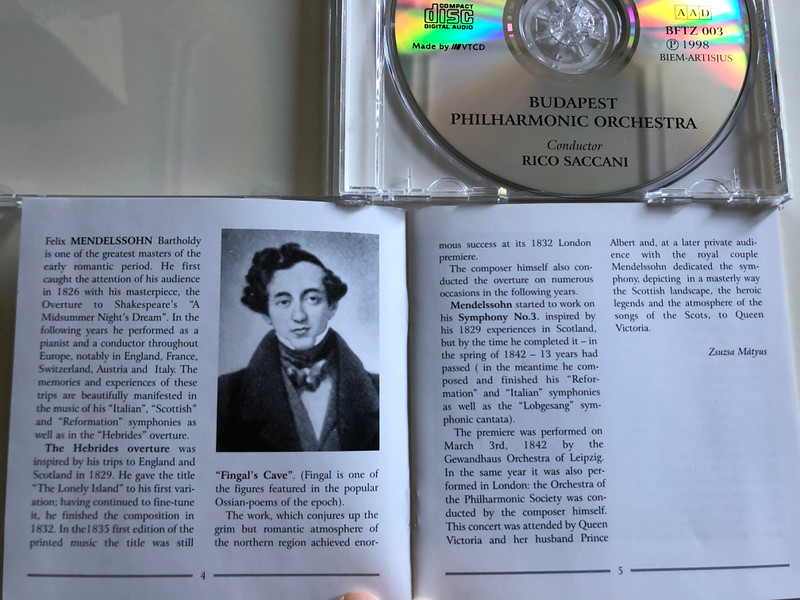 COMPACT
disc
DIGITAL AUDIO
Made by VTCD
AAD
BFTZ 003
℗ 1998
BIEM-ARTISJUS
BUDAPEST
PHILHARMONIC ORCHESTRA
Conductor
RICO SACCANI
Felix MENDELSSOHN Bartholdy
is one of the greatest masters of the
early romantic period. He first
caught the attention of his audience
in 1826 with his masterpiece, the
Overture to Shakespeare's "A
Midsummer Night's Dream". In the
following years he performed as a
pianist and a conductor throughout
Europe, notably in England, France,
Switzerland, Austria and Italy. The
memories and experiences of these
trips are beautifully manifested in
the music of his "Italian", "Scottish"
and "Reformation" symphonies as
well as in the "Hebrides" overture.
The Hebrides overture was
inspired by his trips to England and
Scotland in 1829. He gave the title
"The Lonely Island" to his first vari-
ation; having continued to fine-tune
it, he finished the composition in
1832. In the1835 first edition of the
printed music the title was still
"Fingal's Cave". (Fingal is one of
the figures featured in the popular
Ossian-poems of the epoch).
The work, which conjures up the
grim but romantic atmosphere of
the northern region achieved enor-
4
mous success at its 1832 London
premiere.
The composer himself also con-
ducted the overture on numerous
occasions in the following years.
Mendelssohn started to work on
his Symphony No.3. inspired by
his 1829 experiences in Scotland,
but by the time he completed it – in
the spring of 1842 – 13 years had
passed ( in the meantime he com-
posed and finished his "Refor-
mation" and "Italian" symphonies
as well as the "Lobgesang" sym-
phonic cantata).
The premiere was performed on
March 3rd, 1842 by the
Gewandhaus Orchestra of Leipzig.
In the same year it was also per-
formed in London: the Orchestra of
the Philharmonic Society was con-
ducted by the composer himself.
This concert was attended by Queen
Victoria and her husband Prince
Albert and, at a later private audi-
ence with the royal couple
Mendelssohn dedicated the sym-
phony, depicting in a masterly way
the Scottish landscape, the heroic
legends and the atmosphere of the
songs of the Scots, to Queen
Victoria.
Zsuzsa Mátyus
5